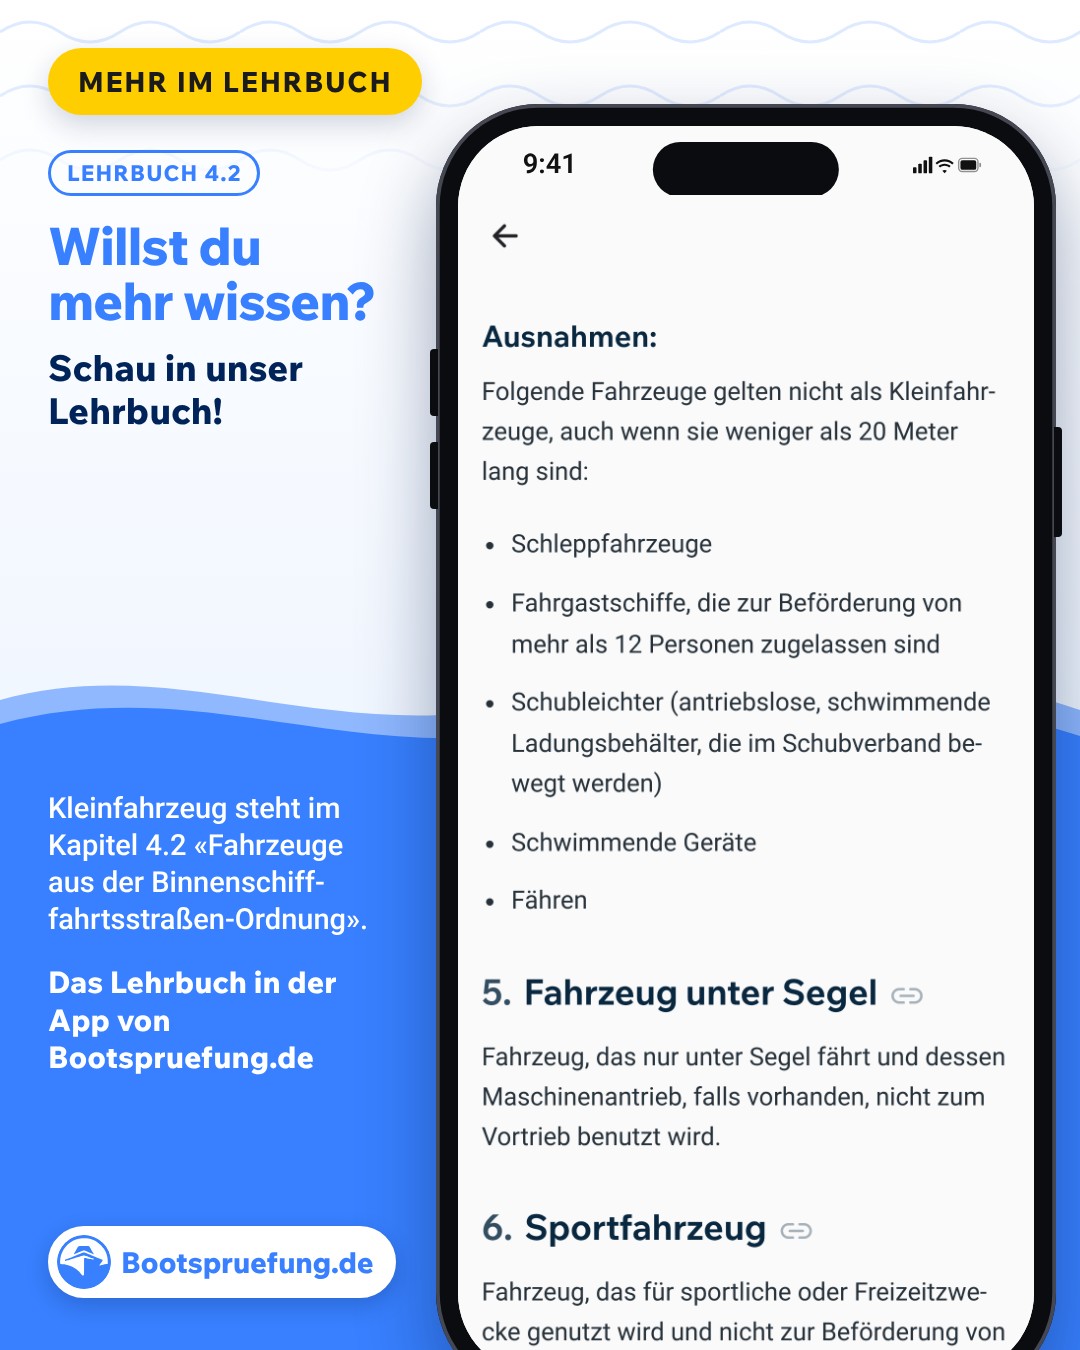 MEHR IM LEHRBUCH
LEHRBUCH 4.2
Willst du
mehr wissen?
Schau in unser
Lehrbuch!
Kleinfahrzeug steht im
Kapitel 4.2 «Fahrzeuge
aus der Binnenschiff-
fahrtsstraßen-Ordnung».
Das Lehrbuch in der
App von
Bootspruefung.de
Bootspruefung.de
9:41
Ausnahmen:
Folgende Fahrzeuge gelten nicht als Kleinfahr-
zeuge, auch wenn sie weniger als 20 Meter
lang sind:
• Schleppfahrzeuge
• Fahrgastschiffe, die zur Beförderung von
mehr als 12 Personen zugelassen sind
• Schubleichter (antriebslose, schwimmende
Ladungsbehälter, die im Schubverband be-
wegt werden)
• Schwimmende Geräte
• Fähren
5. Fahrzeug unter Segel
Fahrzeug, das nur unter Segel fährt und dessen
Maschinenantrieb, falls vorhanden, nicht zum
Vortrieb benutzt wird.
6. Sportfahrzeug
Fahrzeug, das für sportliche oder Freizeitzwe-
cke genutzt wird und nicht zur Beförderung von